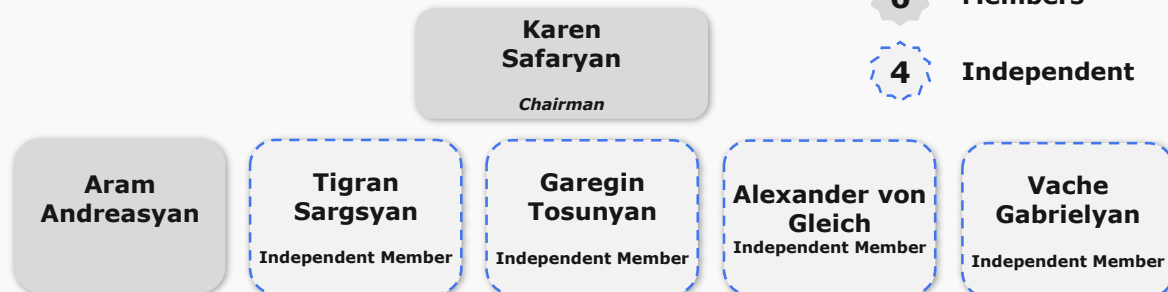 6 Members
Karen
Safaryan
Chairman
4 Independent
Aram
Andreasyan
Tigran
Sargsyan
Independent Member
Garegin
Tosunyan
Independent Member
Alexander von
Gleich
Independent Member
Vache
Gabrielyan
Independent Member